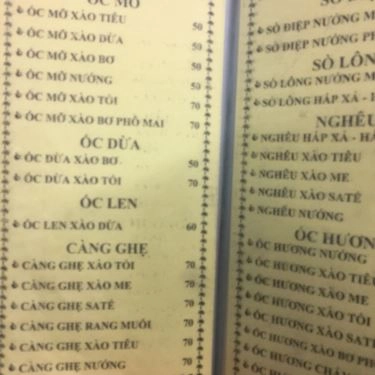 ỐC MỠ
ỐC MỠ XÀO TIÊU 50
ỐC MỠ XÀO DỪA 50
ỐC MỠ XÀO BƠ 50
ỐC MỠ NƯỚNG 50
ỐC MỠ XÀO TỎI 70
ỐC MỠ XÀO BƠ PHÔ MAI 70
ỐC DỪA
ỐC DỪA XÀO BƠ 50
ỐC DỪA XÀO TỎI 70
ỐC LEN
ỐC LEN XÀO DỪA 60
CÀNG GHẸ
CÀNG GHẸ XÀO TỎI 70
CÀNG GHẸ XÀO ME 70
CÀNG GHẸ SATÉ 70
CÀNG GHẸ RANG MUỐI 70
CÀNG GHẸ XÀO TIÊU 70
CÀNG GHẸ NƯỚNG 70
SÒ ĐIỆP NƯỚNG
SÒ ĐIỆP NƯỚNG
SÒ LÔNG
SÒ LÔNG NƯỚNG
SÒ LÔNG HẤP XẢ -
NGHÊU
NGHÊU HẤP XẢ -
NGHÊU XÀO TIÊU
NGHÊU XÀO ME
NGHÊU XÀO SATÉ
NGHÊU NƯỚNG
ỐC HƯƠNG
ỐC HƯƠNG NƯỚNG
ỐC HƯƠNG XÀO TIÊU
ỐC HƯƠNG XÀO ME
ỐC HƯƠNG XÀO TỎI
ỐC HƯƠNG XÀO SATÉ
ỐC HƯƠNG XÀO BƠ
ỐC HƯƠNG